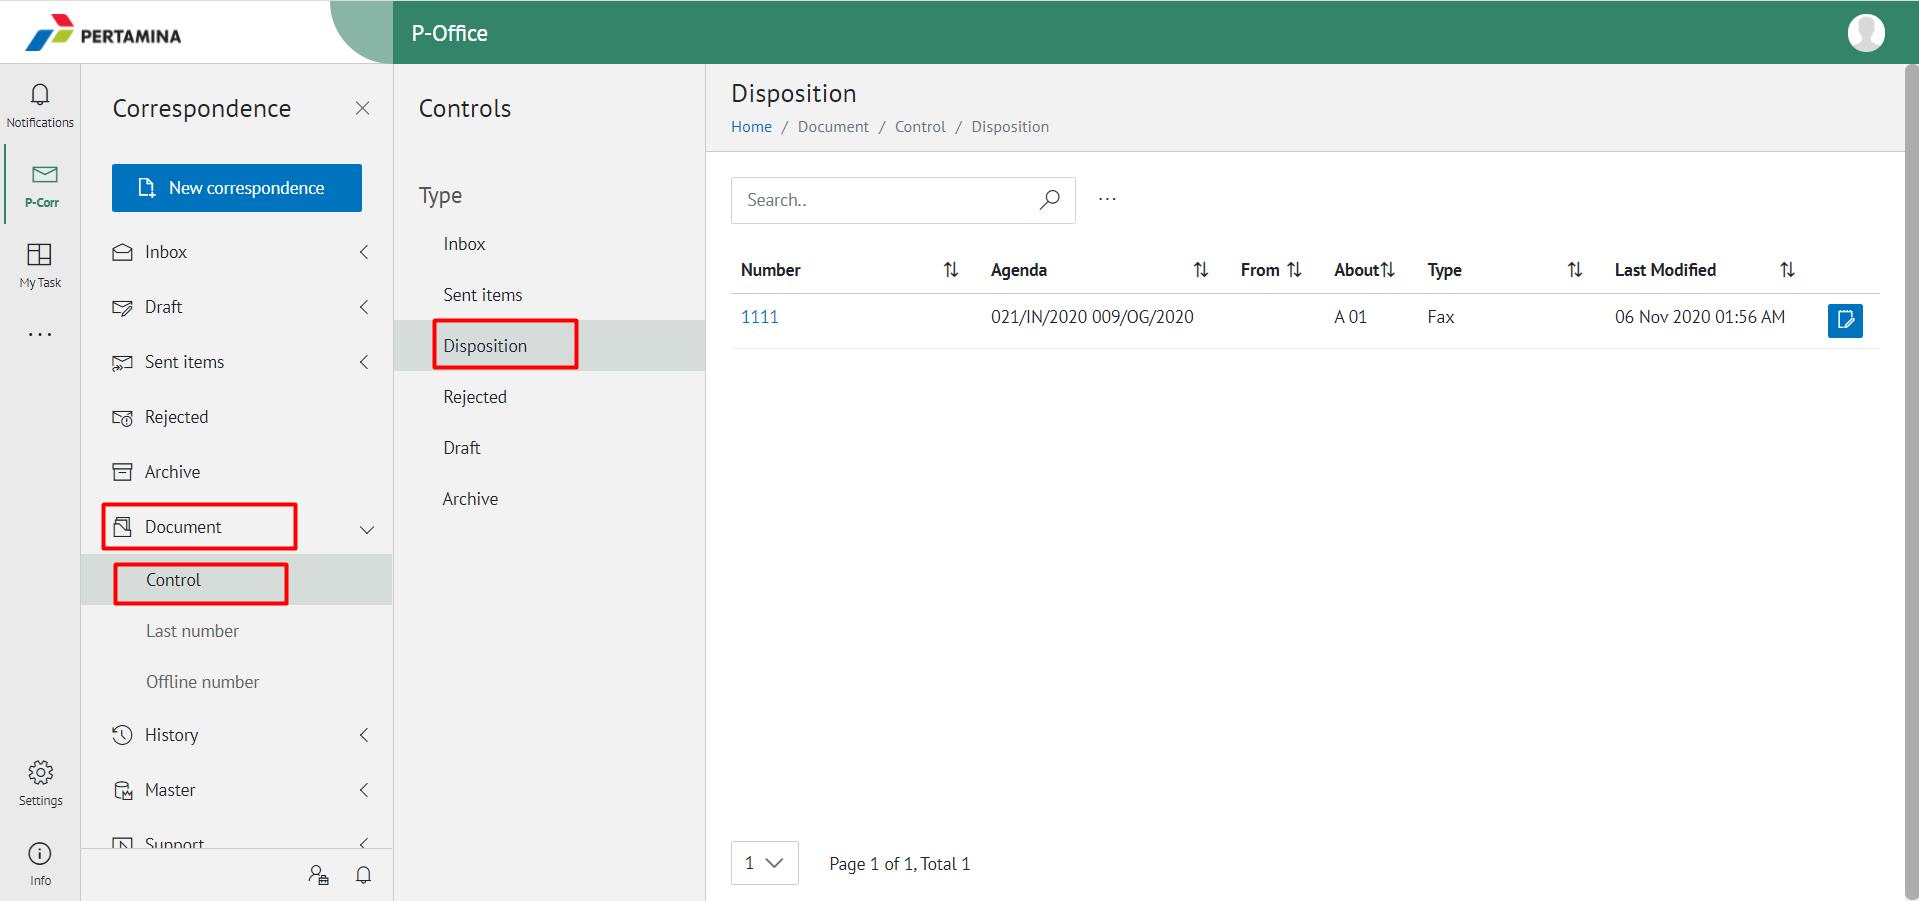 PERTAMINA
P-Office
Notifications
P-Corr
My Task
Settings
Info
Correspondence
New correspondence
Inbox
Draft
Sent items
Rejected
Archive
Document
Control
Last number
Offline number
History
Master
Support
Controls
Type
Inbox
Sent items
Disposition
Rejected
Draft
Archive
Disposition
Home / Document / Control / Disposition
Search..
Number Agenda From About Type Last Modified
1111 021/IN/2020 009/OG/2020 A 01 Fax 06 Nov 2020 01:56 AM
1 Page 1 of 1, Total 1